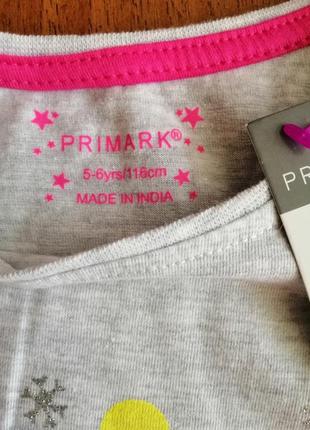 PRIMARK®
5-6yrs/116cm
MADE IN INDIA
PR